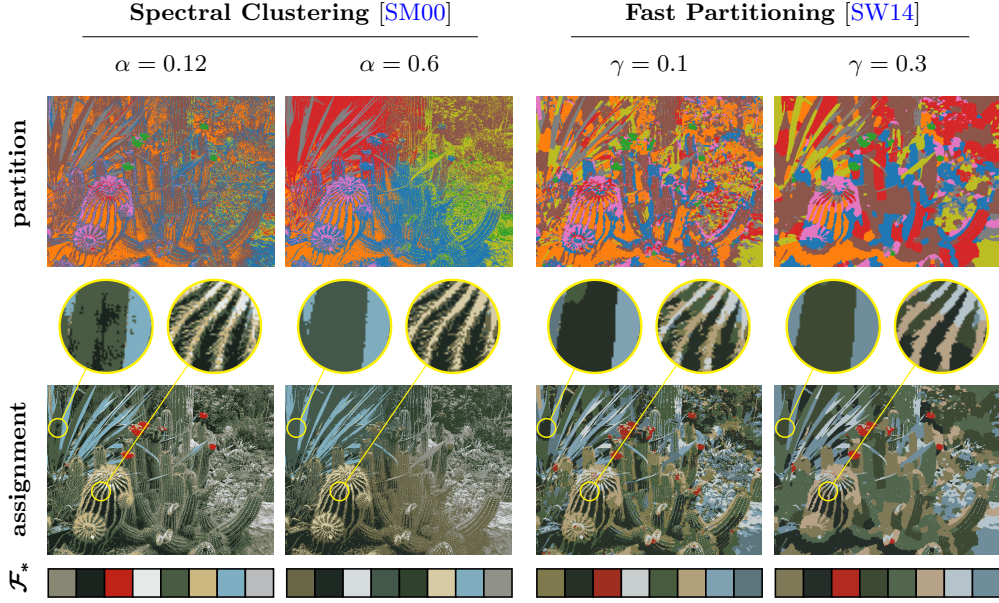 Spectral Clustering [SM00] Fast Partitioning [SW14]
α = 0.12 α = 0.6 γ = 0.1 γ = 0.3
partition
assignment
𝓕*